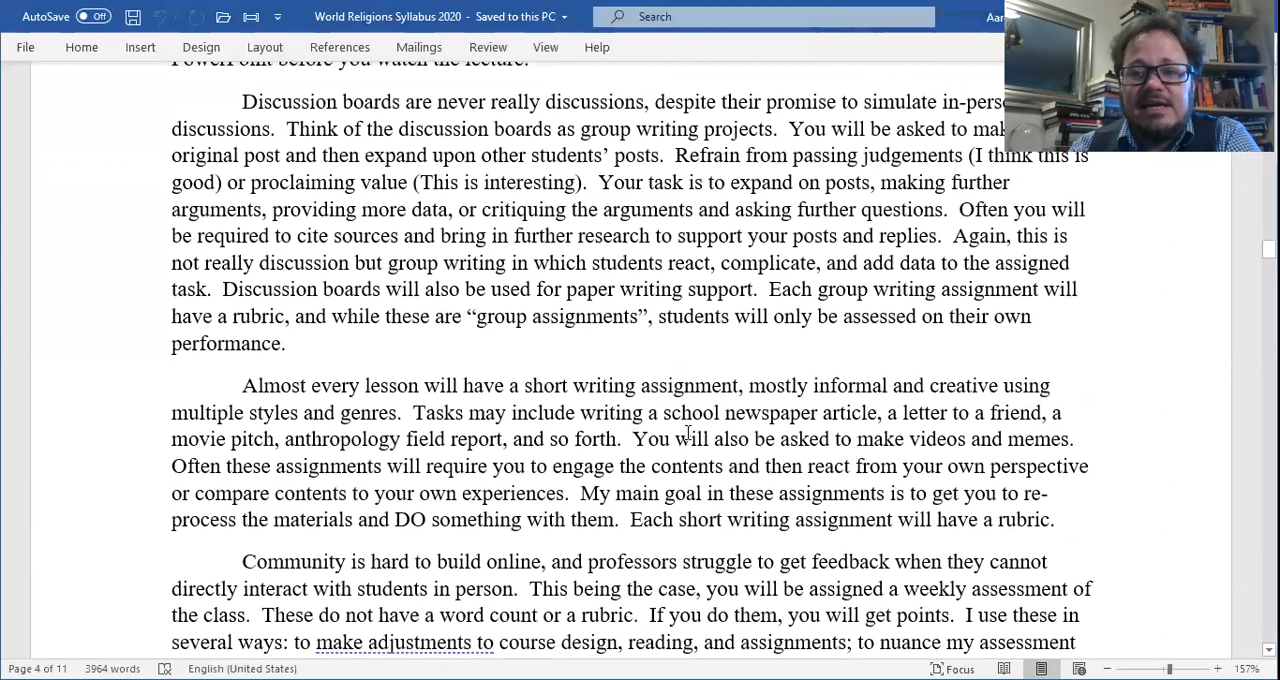 AutoSave Off World Religions Syllabus 2020 - Saved to this PC Search Aar
File Home Insert Design Layout References Mailings Review View Help
PowerPoint before you watch the lecture.
Discussion boards are never really discussions, despite their promise to simulate
discussions. Think of the discussion boards as group writing projects. You will be asked to
original post and then expand upon other students’ posts. Refrain from passing judgements (I think this is
good) or proclaiming value (This is interesting). Your task is to expand on posts, making further
arguments, providing more data, or critiquing the arguments and asking further questions. Often you will
be required to cite sources and bring in further research to support your posts and replies. Again, this is
not really discussion but group writing in which students react, complicate, and add data to the assigned
task. Discussion boards will also be used for paper writing support. Each group writing assignment will
have a rubric, and while these are “group assignments”, students will only be assessed on their own
performance.
Almost every lesson will have a short writing assignment, mostly informal and creative using
multiple styles and genres. Tasks may include writing a school newspaper article, a letter to a friend, a
movie pitch, anthropology field report, and so forth. You will also be asked to make videos and memes.
Often these assignments will require you to engage the contents and then react from your own perspective
or compare contents to your own experiences. My main goal in these assignments is to get you to re-
process the materials and DO something with them. Each short writing assignment will have a rubric.
Community is hard to build online, and professors struggle to get feedback when they cannot
directly interact with students in person. This being the case, you will be assigned a weekly assessment of
the class. These do not have a word count or a rubric. If you do them, you will get points. I use these in
several ways: to make adjustments to course design, reading, and assignments; to nuance my assessment
Page 4 of 11 3964 words English (United States) Focus 157%